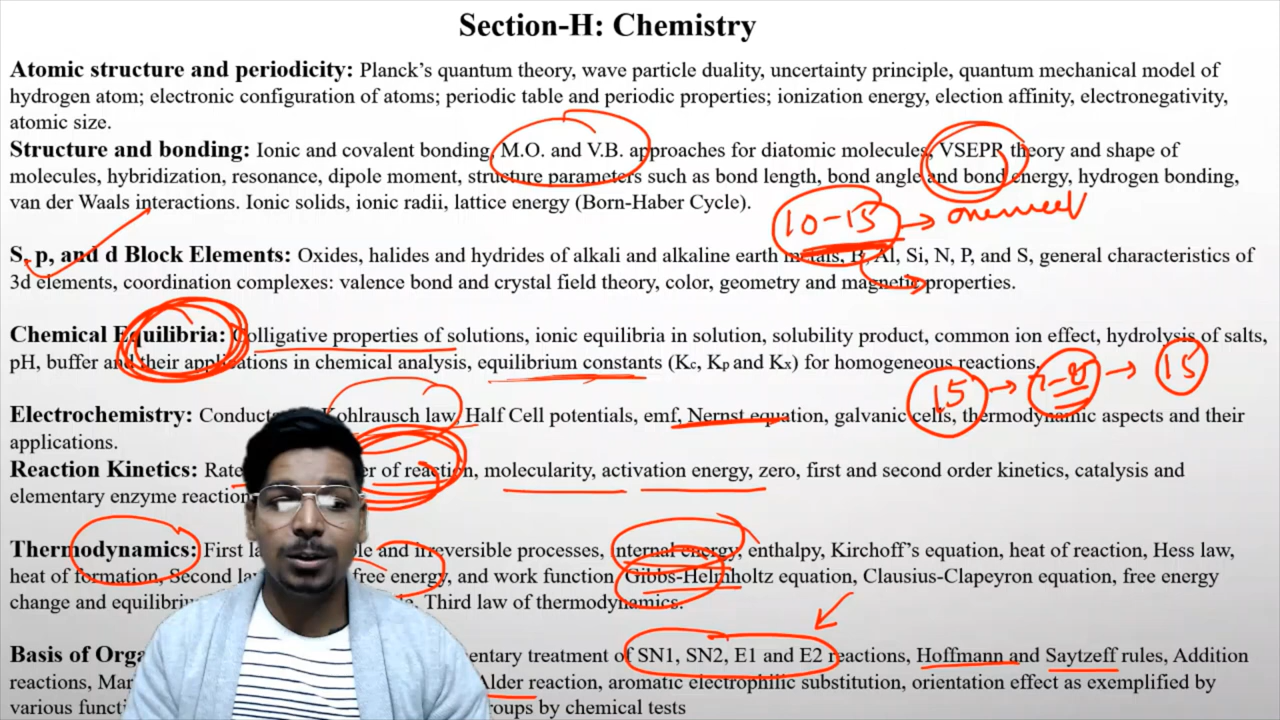 Section-H: Chemistry
Atomic structure and periodicity: Planck's quantum theory, wave particle duality, uncertainty principle, quantum mechanical model of
hydrogen atom; electronic configuration of atoms; periodic table and periodic properties; ionization energy, election affinity, electronegativity,
atomic size.
Structure and bonding: Ionic and covalent bonding, M.O. and V.B. approaches for diatomic molecules, VSEPR theory and shape of
molecules, hybridization, resonance, dipole moment, structure parameters such as bond length, bond angle and bond energy, hydrogen bonding,
van der Waals interactions. Ionic solids, ionic radii, lattice energy (Born-Haber Cycle).
10-15 → one week
S, p, and d Block Elements: Oxides, halides and hydrides of alkali and alkaline earth metals, B, Al, Si, N, P, and S, general characteristics of
3d elements, coordination complexes: valence bond and crystal field theory, color, geometry and magnetic properties.
Chemical Equilibria: Colligative properties of solutions, ionic equilibria in solution, solubility product, common ion effect, hydrolysis of salts,
pH, buffer and their applications in chemical analysis, equilibrium constants (Kc, Kp and Kx) for homogeneous reactions.
15 → → 15
Electrochemistry: Kohlrausch law, Half Cell potentials, emf, Nernst equation, galvanic cells, thermodynamic aspects and their
applications.
Reaction Kinetics: of reaction, molecularity, activation energy, zero, first and second order kinetics, catalysis and
elementary enzyme
Thermodynamics: First and irreversible processes, Internal energy, enthalpy, Kirchoff's equation, heat of reaction, Hess law,
heat of formation, Second free energy, and work function, Gibbs-Helmholtz equation, Clausius-Clapeyron equation, free energy
change and Third law of thermodynamics.
Basis of treatment of SN1, SN2, E1 and E2 reactions, Hoffmann and Saytzeff rules, Addition
reactions, Alder reaction, aromatic electrophilic substitution, orientation effect as exemplified by
various by chemical tests